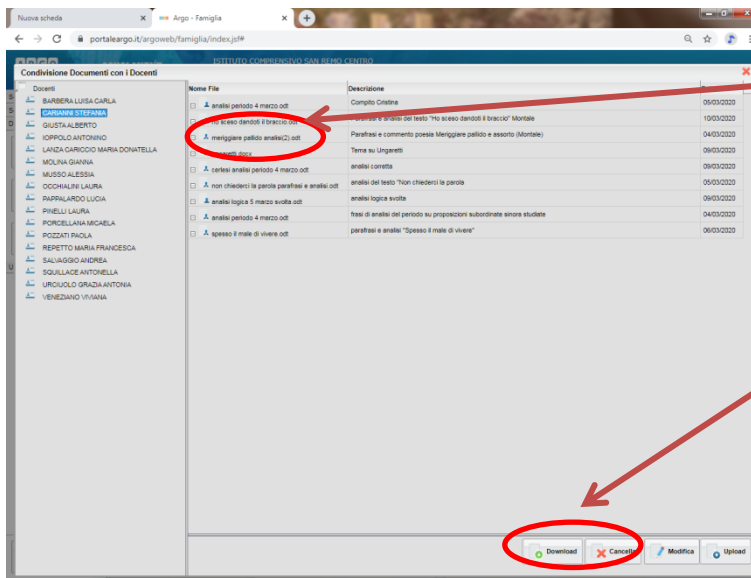 Nuova scheda
Argo - Famiglia
portaleargo.it/argoweb/famiglia/index.jsf#
ISTITUTO COMPRENSIVO SAN REMO CENTRO
Condivisione Documenti con i Docenti
Docenti
BARBERA LUISA CARLA
CARIANNI STEFANIA
GIUSTA ALBERTO
IOPPOLO ANTONINO
LANZA CARICCIO MARIA DONATELLA
MOLINA GIANNA
MUSSO ALESSIA
OCCHIALINI LAURA
PAPPALARDO LUCIA
PINELLI LAURA
PORCELLANA MICAELA
POZZATI PAOLA
REPETTO MARIA FRANCESCA
SALVAGGIO ANDREA
SQUILLACE ANTONELLA
URCIUOLO GRAZIA ANTONIA
VENEZIANO VIVIANA
Nome File Descrizione
analisi periodo 4 marzo.odt Compito Cristina 05/03/2020
ho sceso dandoti il braccio.odt e analisi del testo "Ho sceso dandoti il braccio" Montale 10/03/2020
meriggiare pallido analisi(2).odt Parafrasi e commento poesia Meriggiare pallido e assorto (Montale) 04/03/2020
Tema su Ungaretti 09/03/2020
cerlesi analisi periodo 4 marzo.odt analisi corretta 09/03/2020
non chiederci la parola parafrasi e analisi.odt analisi del testo "Non chiederci la parola 05/03/2020
analisi logica 5 marzo svolta.odt analisi logica svolta 09/03/2020
analisi periodo 4 marzo.odt frasi di analisi del periodo su proposizioni subordinate sinora studiate 04/03/2020
spesso il male di vivere.odt parafrasi e analisi "Spesso il male di vivere" 06/03/2020
Download Cancella Modifica Upload